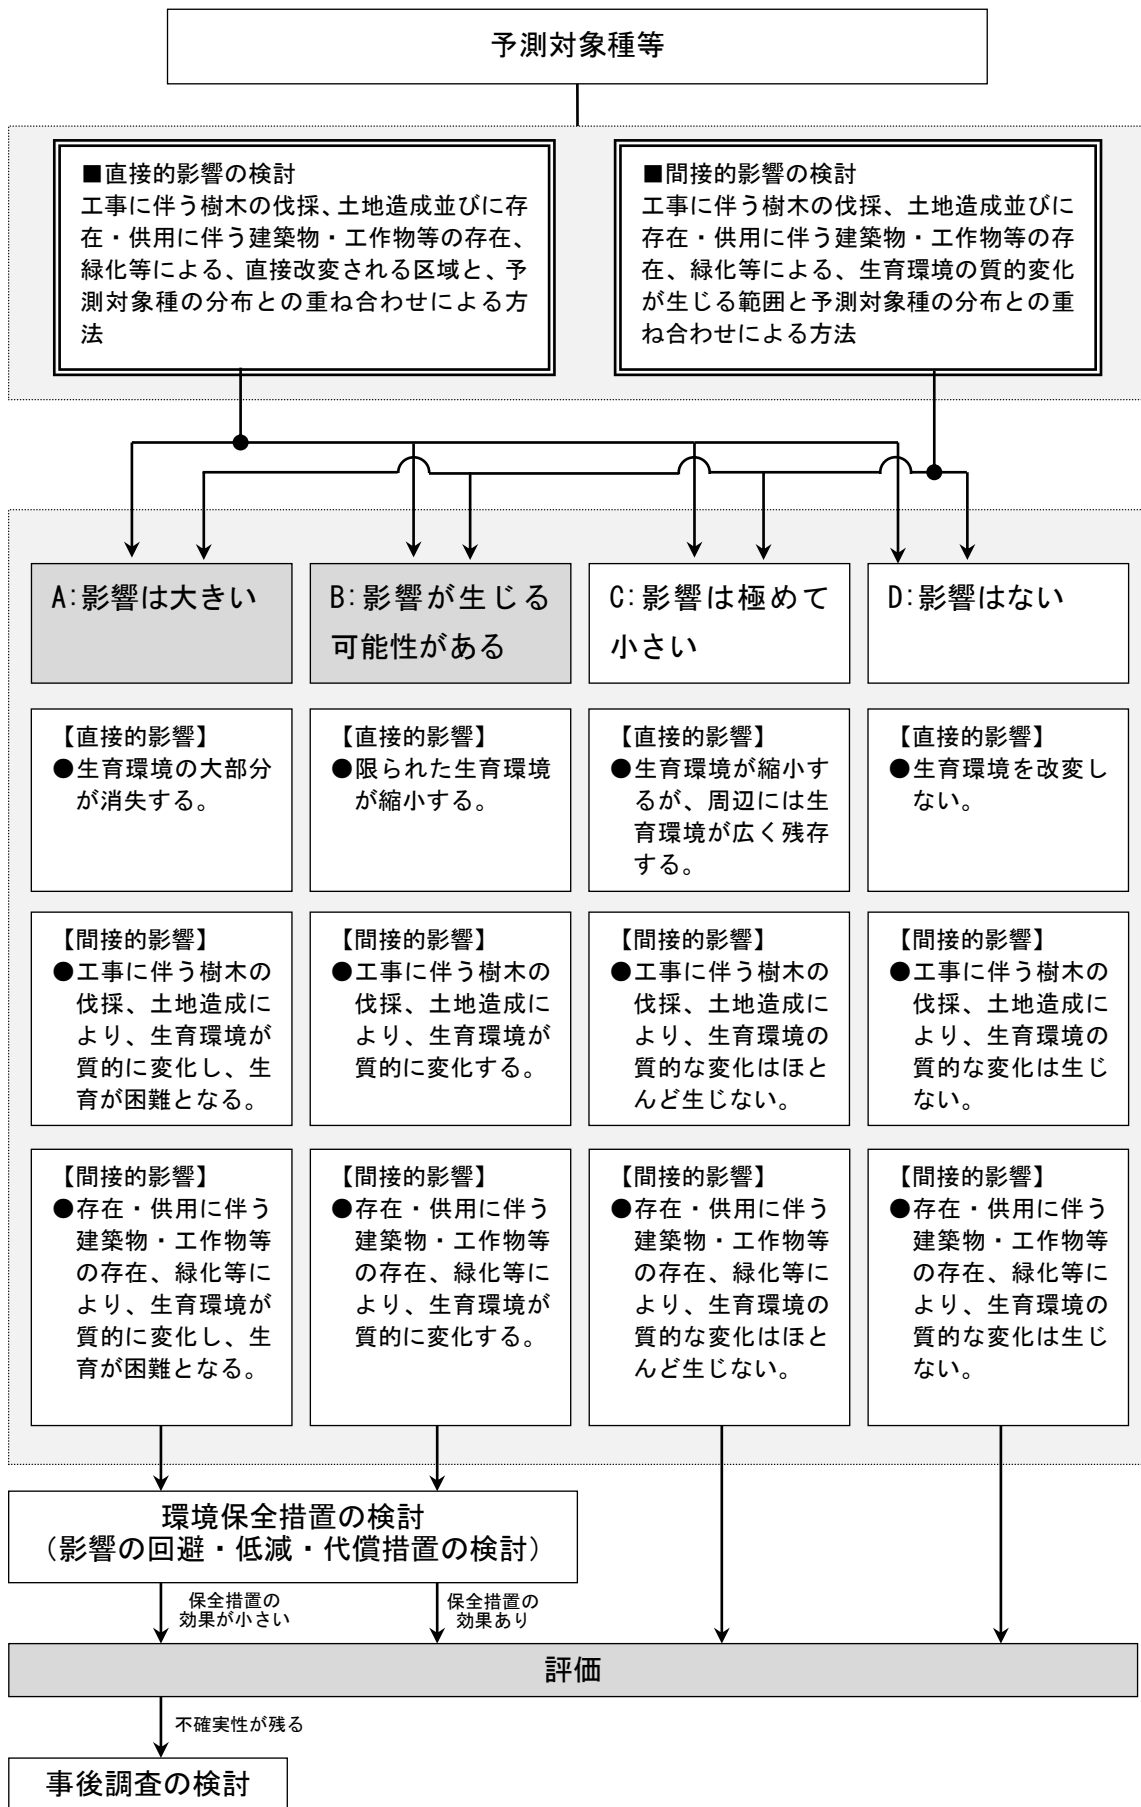 予測対象種等
■直接的影響の検討
工事に伴う樹木の伐採、土地造成並びに存
在・供用に伴う建築物・工作物等の存在、
緑化等による、直接改変される区域と、予
測対象種の分布との重ね合わせによる方
法
■間接的影響の検討
工事に伴う樹木の伐採、土地造成並びに
存在・供用に伴う建築物・工作物等の存
在、緑化等による、生育環境の質的変化
が生じる範囲と予測対象種の分布との重
ね合わせによる方法
A:影響は大きい
B:影響が生じる
可能性がある
C:影響は極めて
小さい
D:影響はない
【直接的影響】
●生育環境の大部分
が消失する。
【直接的影響】
●限られた生育環境
が縮小する。
【直接的影響】
●生育環境が縮小す
るが、周辺には生
育環境が広く残存
する。
【直接的影響】
●生育環境を改変し
ない。
【間接的影響】
●工事に伴う樹木の
伐採、土地造成に
より、生育環境が
質的に変化し、生
育が困難となる。
【間接的影響】
●工事に伴う樹木の
伐採、土地造成に
より、生育環境が
質的に変化する。
【間接的影響】
●工事に伴う樹木の
伐採、土地造成に
より、生育環境の
質的な変化はほと
んど生じない。
【間接的影響】
●工事に伴う樹木の
伐採、土地造成に
より、生育環境の
質的な変化は生じ
ない。
【間接的影響】
●存在・供用に伴う
建築物・工作物等
の存在、緑化等に
より、生育環境が
質的に変化し、生
育が困難となる。
【間接的影響】
●存在・供用に伴う
建築物・工作物等
の存在、緑化等に
より、生育環境が
質的に変化する。
【間接的影響】
●存在・供用に伴う
建築物・工作物等
の存在、緑化等に
より、生育環境の
質的な変化はほと
んど生じない。
【間接的影響】
●存在・供用に伴う
建築物・工作物等
の存在、緑化等に
より、生育環境の
質的な変化は生じ
ない。
環境保全措置の検討
（影響の回避・低減・代償措置の検討）
保全措置の
効果が小さい
保全措置の
効果あり
評価
不確実性が残る
事後調査の検討